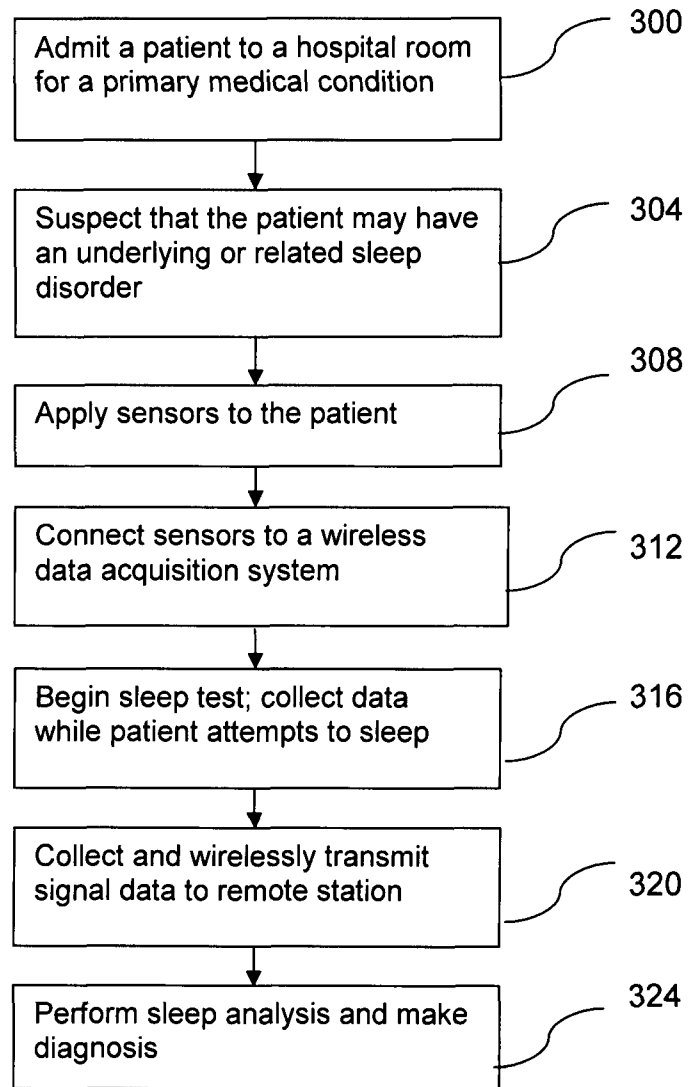 300
Admit a patient to a hospital room
for a primary medical condition
304
Suspect that the patient may have
an underlying or related sleep
disorder
308
Apply sensors to the patient
Connect sensors to a wireless
data acquisition system
312
Begin sleep test; collect data
while patient attempts to sleep
316
Collect and wirelessly transmit
signal data to remote station
320
Perform sleep analysis and make
diagnosis
324